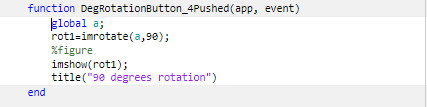 function DegRotationButton_4Pushed(app, event)
global a;
rot1=imrotate(a,90);
%figure
imshow(rot1);
title("90 degrees rotation")
end